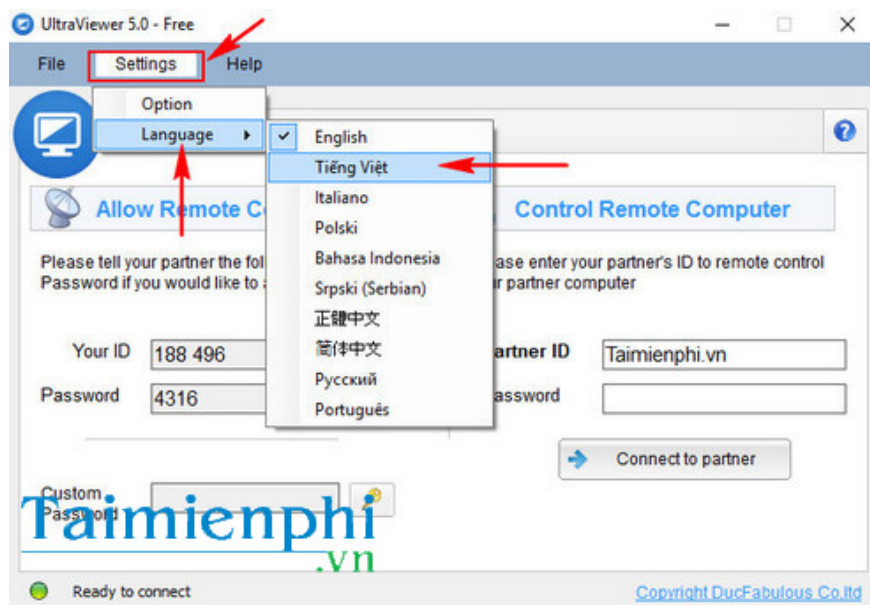 UltraViewer 5.0 - Free
File Settings Help
Option
Language
English
Tiếng Việt
Italiano
Polski
Bahasa Indonesia
Srpski (Serbian)
正體中文
简体中文
Русский
Português
Allow Remote C
Control Remote Computer
Please tell your partner the fol
Password if you would like to
ase enter your partner's ID to remote control
r partner computer
Your ID 188 496
Password 4316
Custom
Password
artner ID Taimienphi.vn
assword
Connect to partner
Taimienphi
.vn
Ready to connect
Copyright DucFabulous Co.ltd